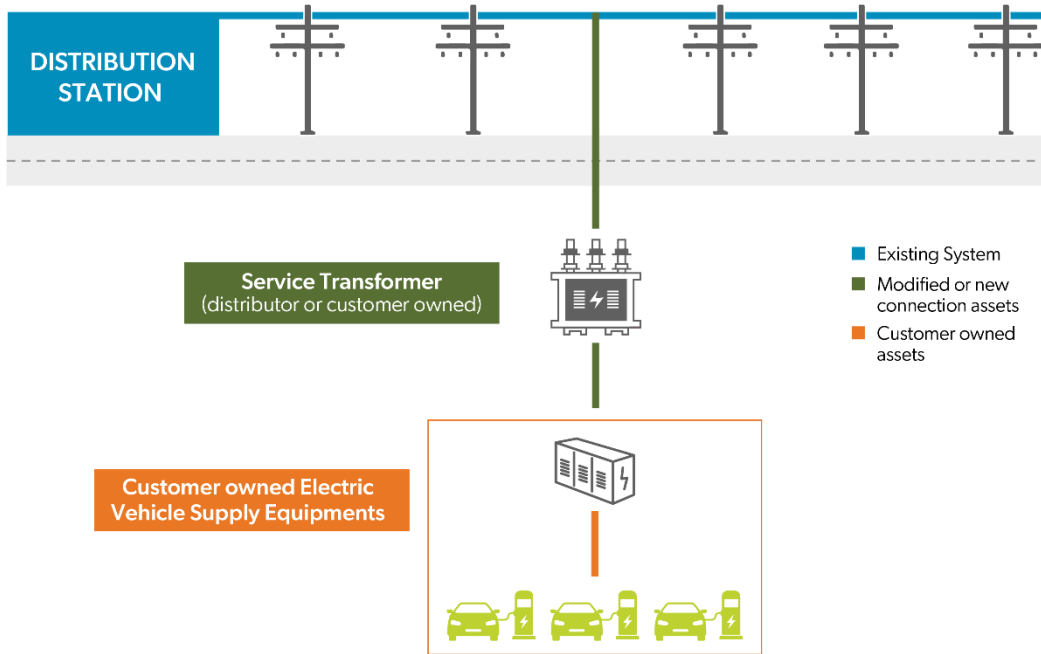 DISTRIBUTION
STATION
Service Transformer
(distributor or customer owned)
Existing System
Modified or new
connection assets
Customer owned
assets
Customer owned Electric
Vehicle Supply Equipments